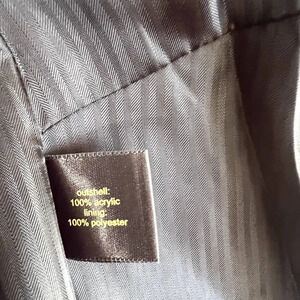 outshell:
100% acrylic
lining:
100% polyester